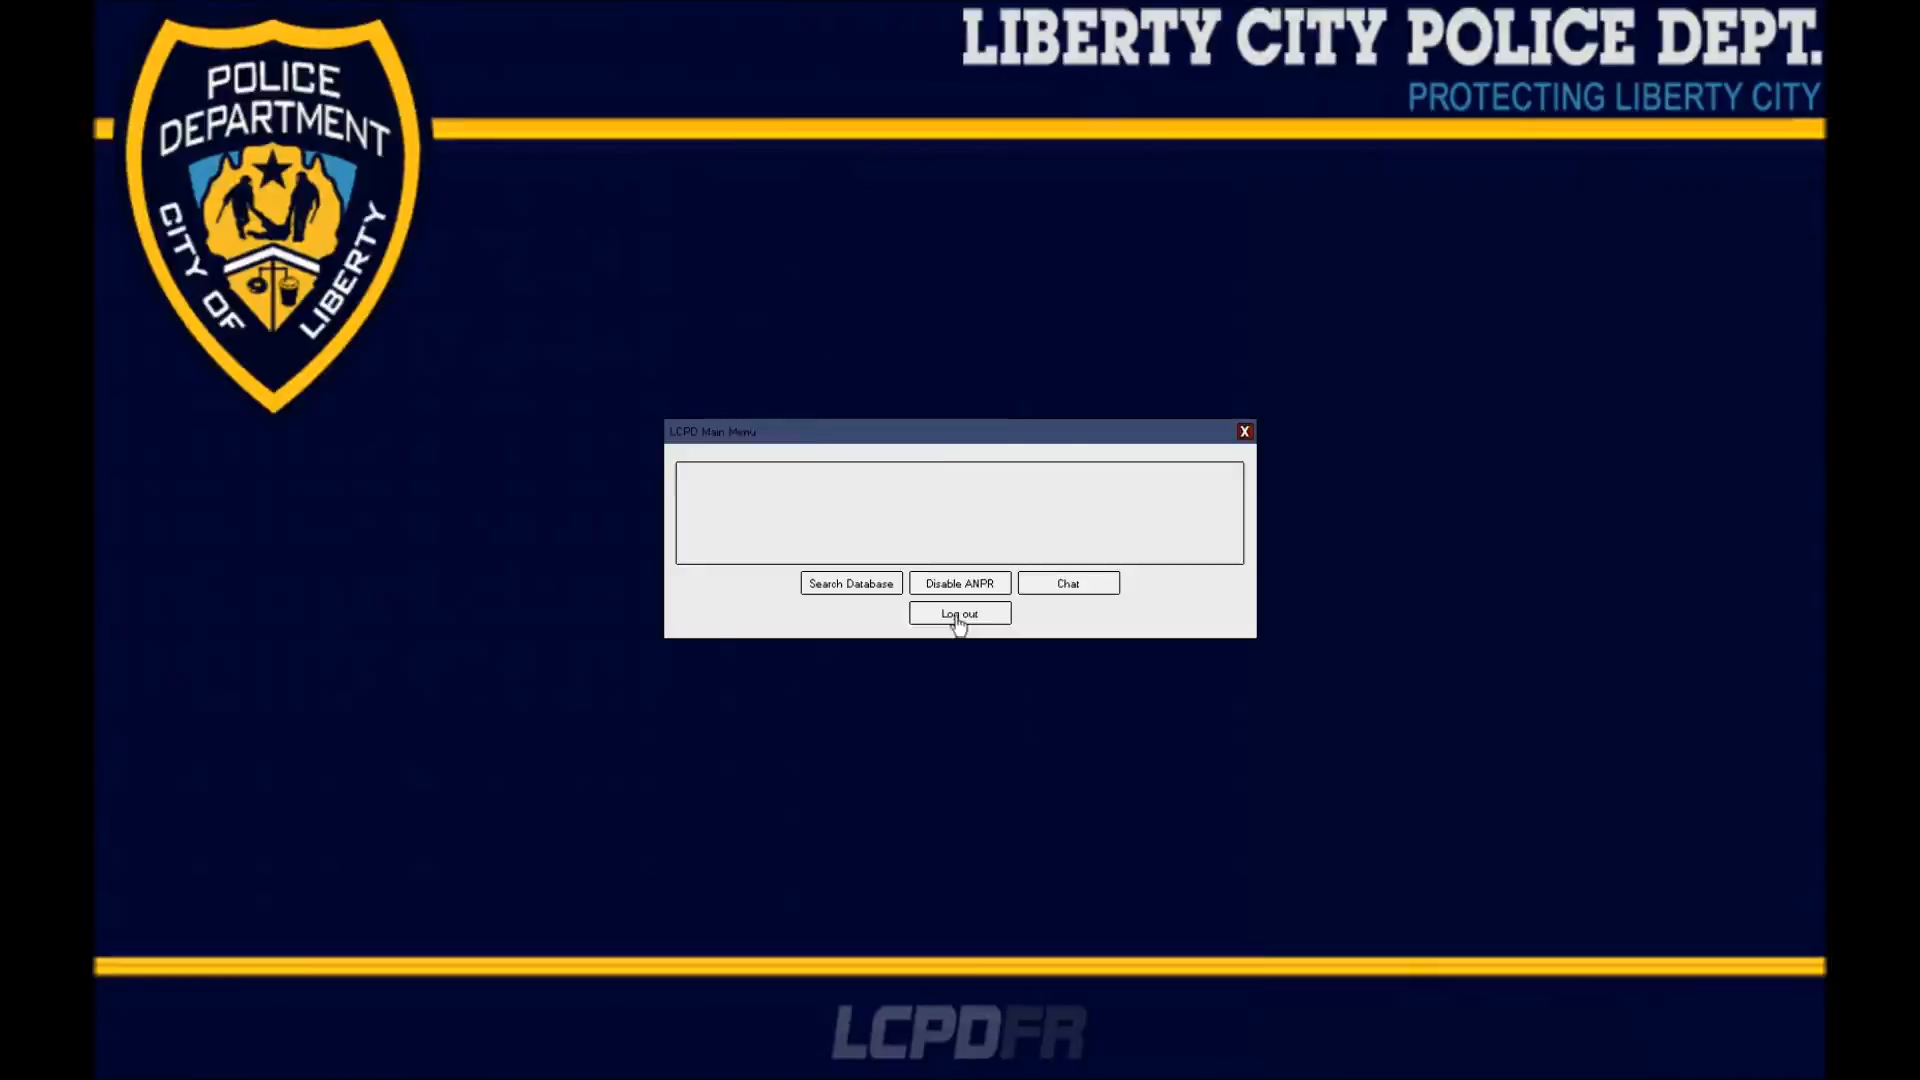 LIBERTY CITY POLICE DEPT.
PROTECTING LIBERTY CITY
POLICE
DEPARTMENT
CITY OF LIBERTY
LCPD Main Menu
X
Search Database
Disable ANPR
Chat
Log out
LCPDFR